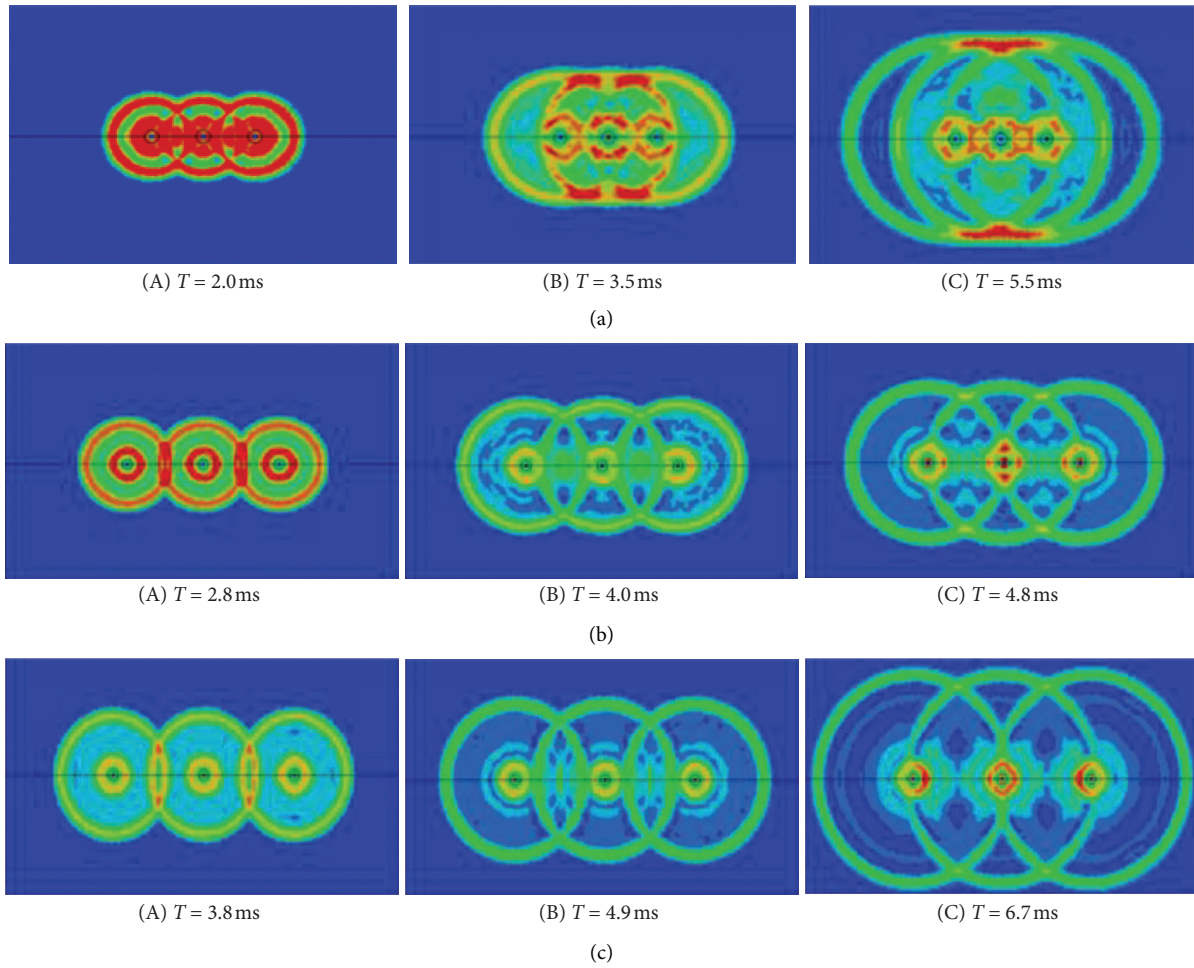 (A) T = 2.0 ms (B) T = 3.5 ms (C) T = 5.5 ms
(a)
(A) T = 2.8 ms (B) T = 4.0 ms (C) T = 4.8 ms
(b)
(A) T = 3.8 ms (B) T = 4.9 ms (C) T = 6.7 ms
(c)